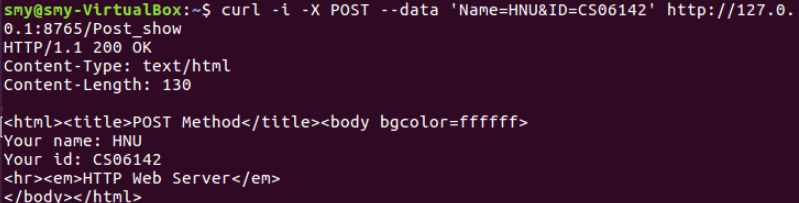 smy@smy-VirtualBox:~$ curl -i -X POST --data 'Name=HNU&ID=CS06142' http://127.0.
0.1:8765/Post_show
HTTP/1.1 200 OK
Content-Type: text/html
Content-Length: 130

<html><title>POST Method</title><body bgcolor=ffffff>
Your name: HNU
Your id: CS06142
<hr><em>HTTP Web Server</em>
</body></html>